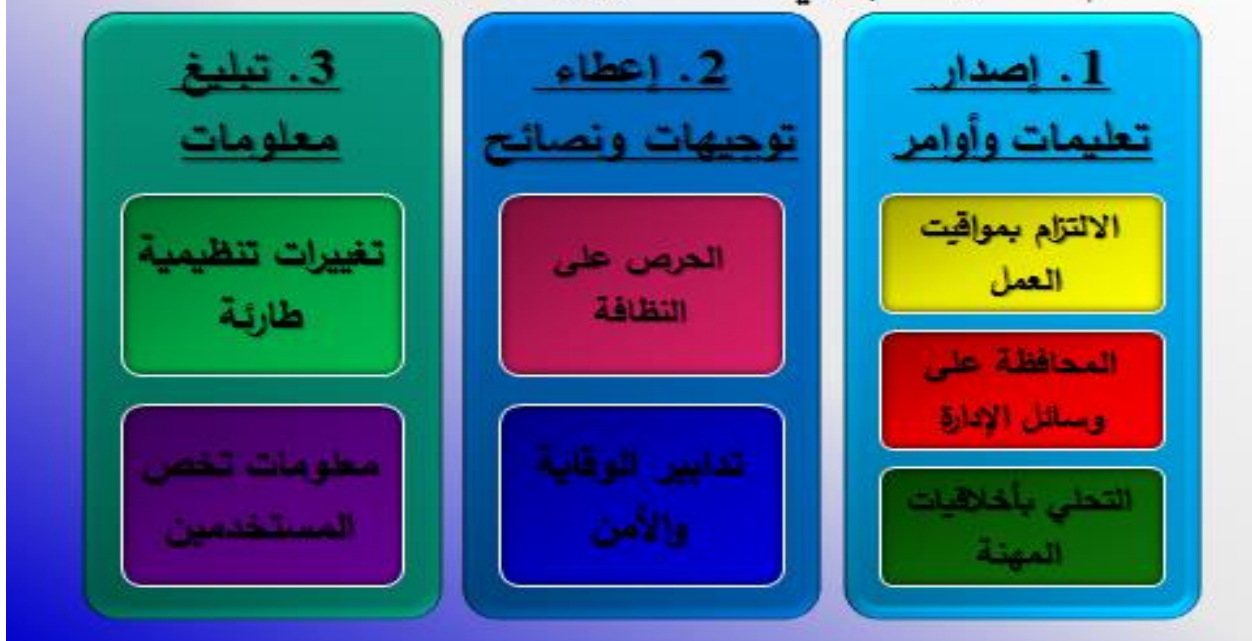 1. إصدار
تعليمات وأوامر
الالتزام بمواقيت
العمل
المحافظة على
وسائل الإدارة
التحلي بأخلاقيات
المهنة
2. إعطاء
توجيهات ونصائح
الحرص على
النظافة
تدابير الوقاية
والأمن
3. تبليغ
معلومات
تغييرات تنظيمية
طارئة
معلومات تخص
المستخدمين